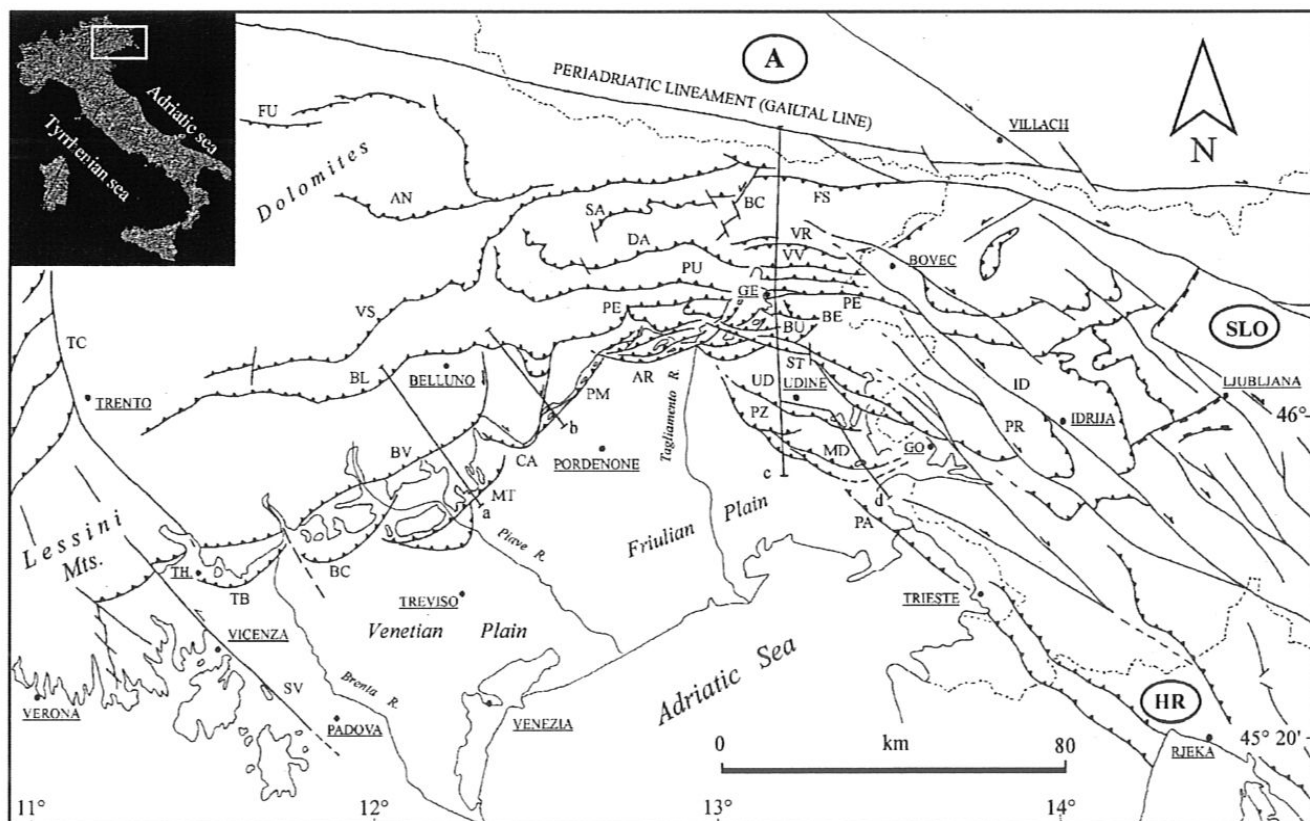 A
PERIADRIATIC LINEAMENT (GAILTAL LINE)
VILLACH
N
Adriatic sea
Tyrrhenian sea
FU
Dolomites
AN
SA
BC
FS
DA
VR
VV
BOVEC
PU
GE
PE
PE
VS
BE
BU
SLO
TC
BL
BELLUNO
AR
ST
UD
UDINE
ID
LJUBLJANA
TRENTO
PM
Tagliamento R.
PZ
PR
IDRIJA
46°
b
BV
CA
PORDENONE
MD
GO
MT
c
d
a
Lessini
Mts.
Piave R.
Friulian Plain
PA
TH.
BC
TB
TREVISO
TRIESTE
VICENZA
Venetian Plain
SV
Brenta R.
Adriatic Sea
VERONA
PADOVA
VENEZIA
HR
0 km 80
45° 20'
RJEKA
11° 12° 13° 14°